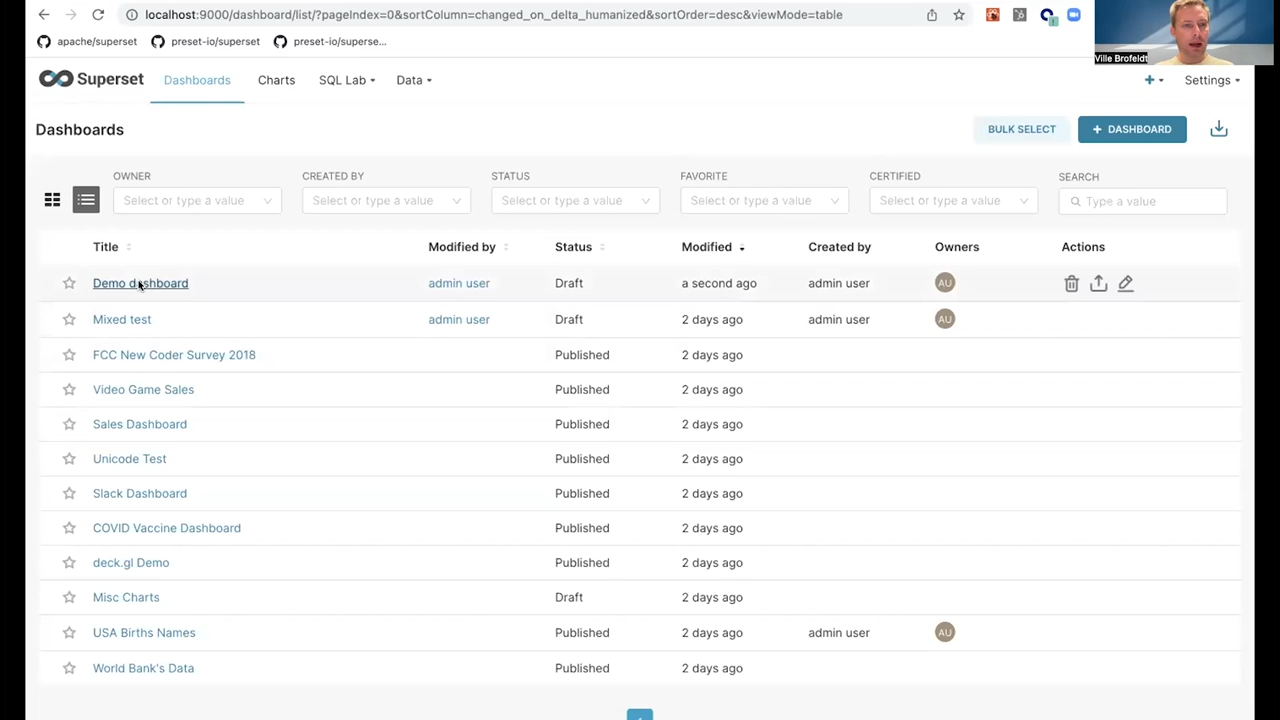 localhost:9000/dashboard/list/?pageIndex=0&sortColumn=changed_on_delta_humanized&sortOrder=desc&viewMode=table
apache/superset preset-io/superset preset-io/superse...
Ville Brofeldt
Superset Dashboards Charts SQL Lab Data + Settings
Dashboards BULK SELECT + DASHBOARD
OWNER CREATED BY STATUS FAVORITE CERTIFIED SEARCH
Select or type a value Select or type a value Select or type a value Select or type a value Select or type a value Type a value
Title Modified by Status Modified Created by Owners Actions
Demo dashboard admin user Draft a second ago admin user AU
Mixed test admin user Draft 2 days ago admin user AU
FCC New Coder Survey 2018 Published 2 days ago
Video Game Sales Published 2 days ago
Sales Dashboard Published 2 days ago
Unicode Test Published 2 days ago
Slack Dashboard Published 2 days ago
COVID Vaccine Dashboard Published 2 days ago
deck.gl Demo Published 2 days ago
Misc Charts Draft 2 days ago
USA Births Names Published 2 days ago admin user AU
World Bank's Data Published 2 days ago